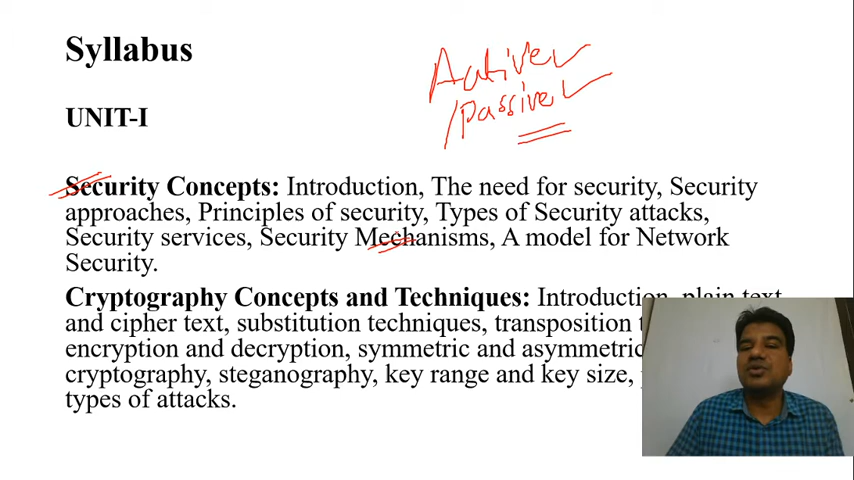 Syllabus
Active
/Passive
UNIT-I
Security Concepts: Introduction, The need for security, Security
approaches, Principles of security, Types of Security attacks,
Security services, Security Mechanisms, A model for Network
Security.
Cryptography Concepts and Techniques: Introduction, plain text
and cipher text, substitution techniques, transposition
encryption and decryption, symmetric and asymmetric
cryptography, steganography, key range and key size,
types of attacks.